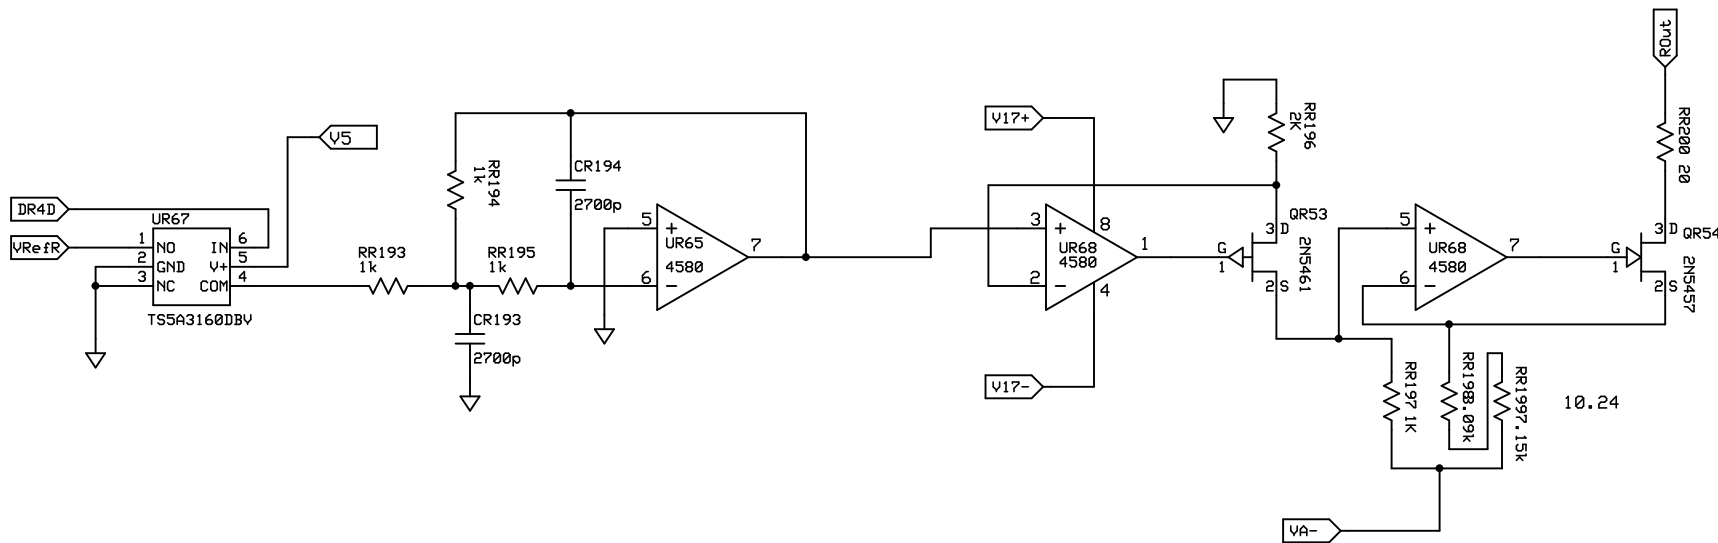 ROut
RR200 20
V17+
RR196
2K
V5
CR194
2700p
RR194
1k
DR4D
VRefR
UR67
1 NO IN 6
2 GND V+ 5
3 NC COM 4
TS5A3160DBV
RR193
1k
RR195
1k
CR193
2700p
5 +
6 -
7
UR65
4580
3 +
2 -
8
4
1
UR68
4580
QR53
3 D
G
1
2 S
2N5461
V17-
5 +
6 -
7
UR68
4580
QR54
3 D
G
1
2 S
2N5457
RR197 1K
RR198
8.09k
RR199
7.15k
10.24
VA-